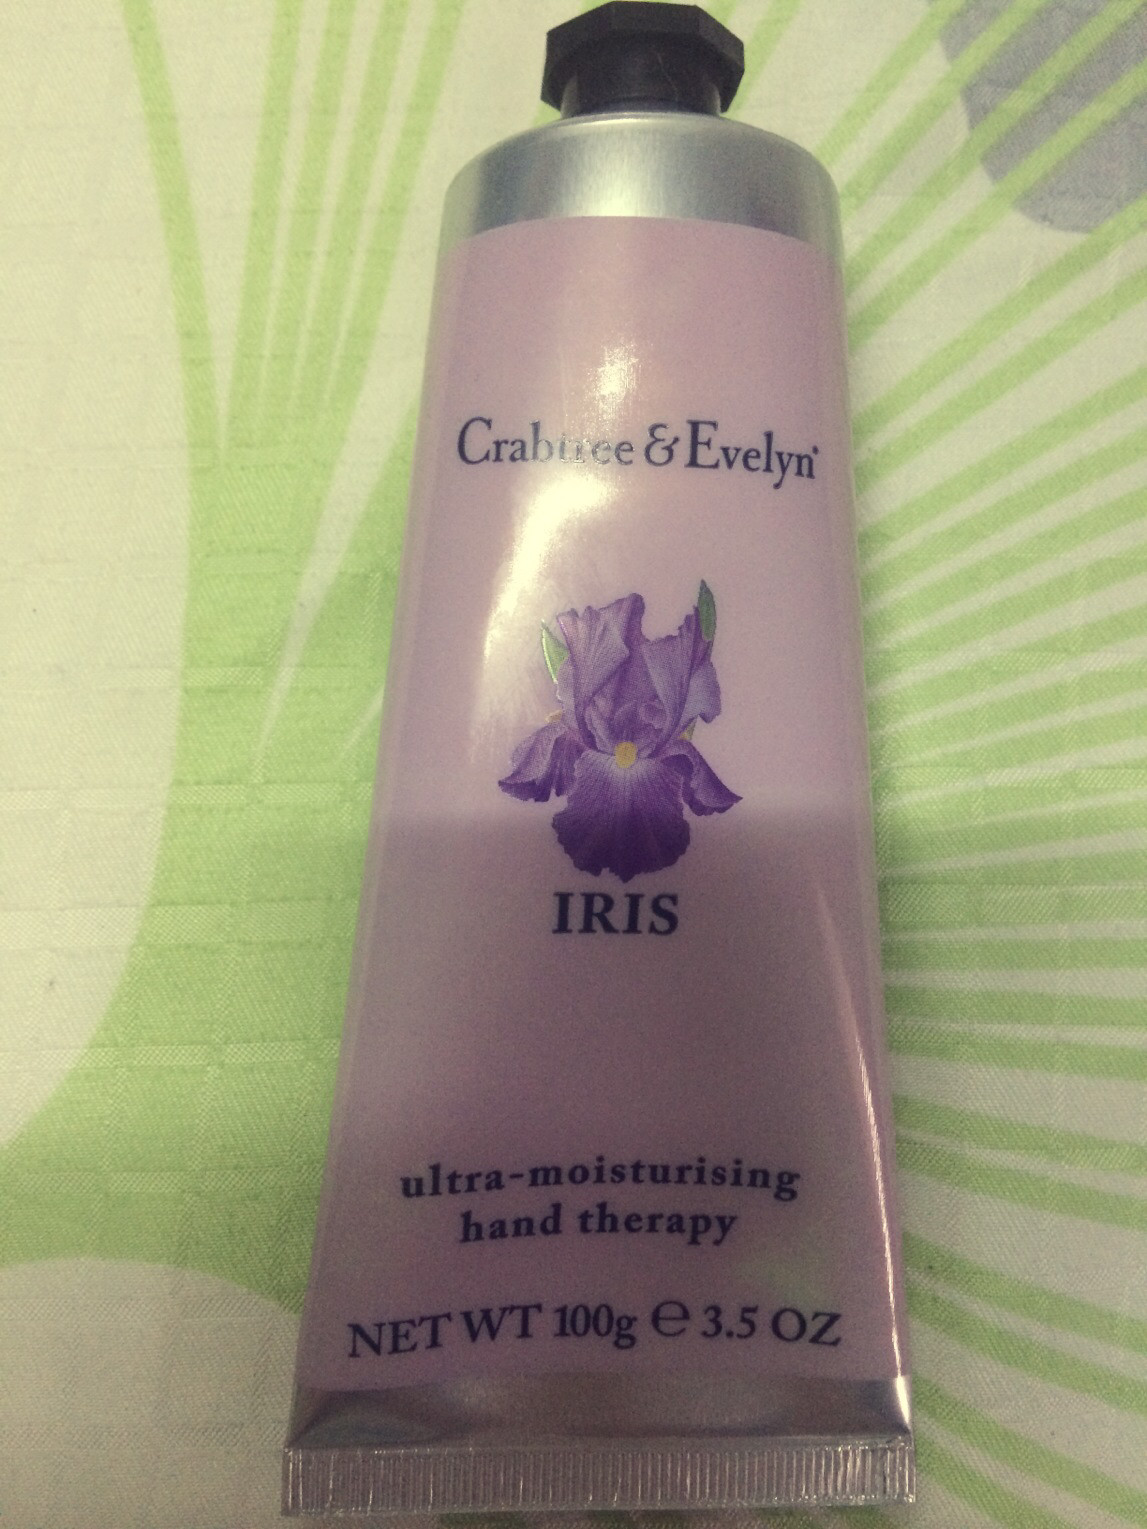 Crabtree & Evelyn®
IRIS
ultra-moisturising
hand therapy
NET WT 100g ℮ 3.5 OZ